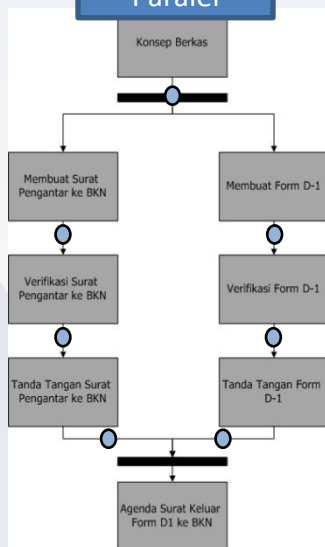 Paralel
Konsep Berkas
Membuat Surat
Pengantar ke BKN
Membuat Form D-1
Verifikasi Surat
Pengantar ke BKN
Verifikasi Form D-1
Tanda Tangan Surat
Pengantar ke BKN
Tanda Tangan Form
D-1
Agenda Surat Keluar
Form D1 ke BKN